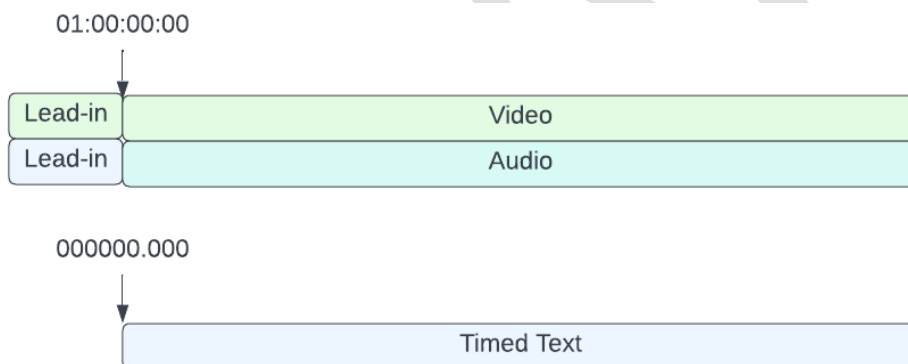 01:00:00:00
Lead-in Video
Lead-in Audio
000000.000
Timed Text